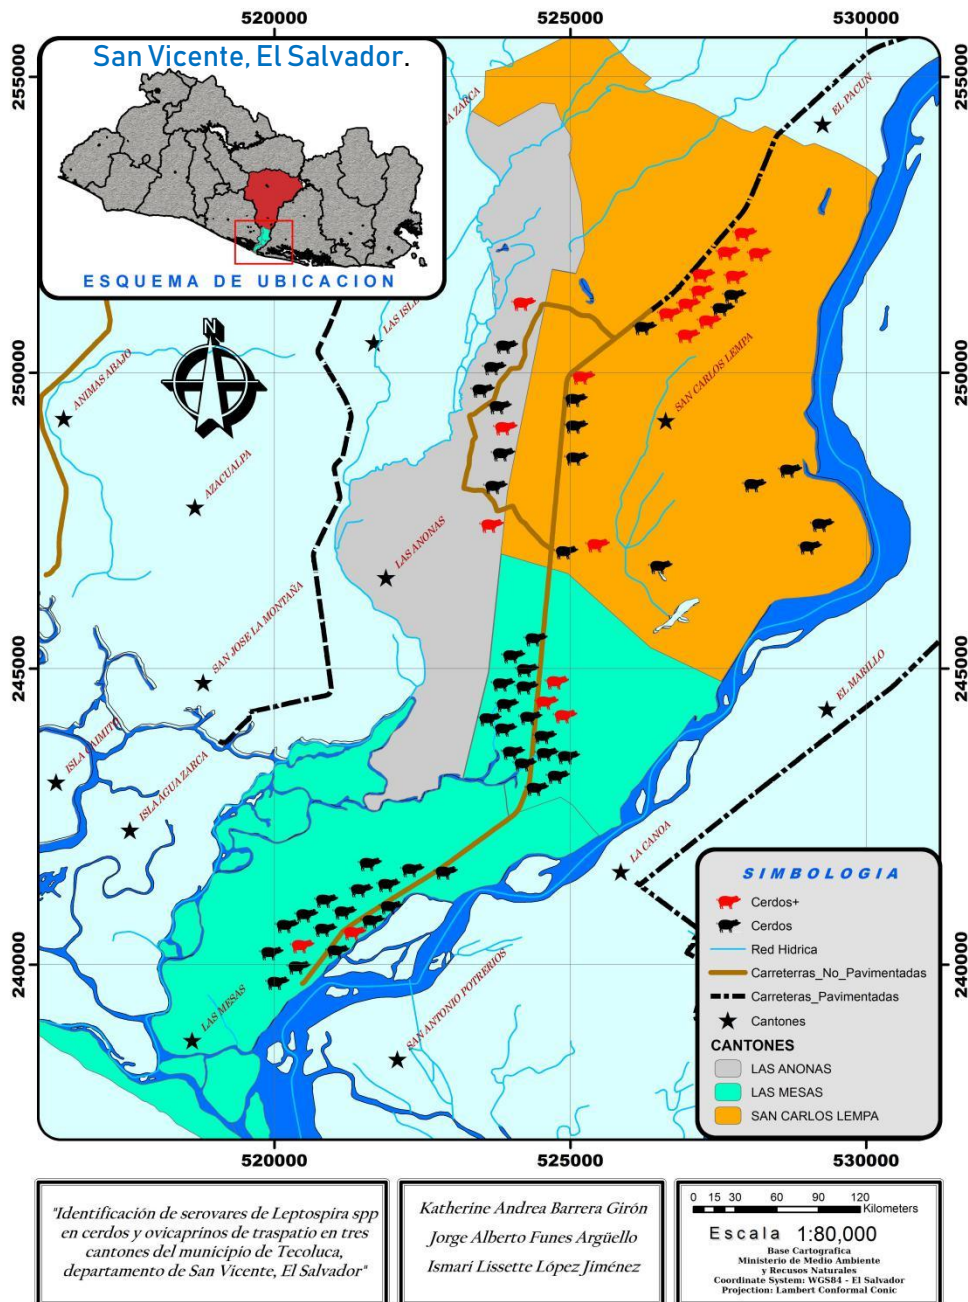 520000
525000
530000
San Vicente, El Salvador.
ESQUEMA DE UBICACION
255000
255000
ZARCA
EL PACUN
N
LAS ISLE
ANIMAS ABAJO
250000
250000
SAN CARLOS LEMPA
AZACUALPA
LAS ANONAS
SAN JOSE LA MONTAÑA
245000
245000
EL MARILLO
ISLA CAIMITO
ISLA AGUA ZARCA
LA CANOA
SIMBOLOGIA
Cerdos+
Cerdos
Red Hidrica
Carreterras_No_Pavimentadas
Carreteras_Pavimentadas
Cantones
CANTONES
LAS ANONAS
LAS MESAS
SAN CARLOS LEMPA
240000
240000
LAS MESAS
SAN ANTONIO POTRERIOS
520000
525000
530000
"Identificación de serovares de Leptospira spp
en cerdos y ovicaprinos de traspatio en tres
cantones del municipio de Tecoluca,
departamento de San Vicente, El Salvador"
Katherine Andrea Barrera Girón
Jorge Alberto Funes Argüello
Ismarí Lissette López Jiménez
0 15 30 60 90 120
Kilometers
Escala 1:80,000
Base Cartografica
Ministerio de Medio Ambiente
y Recusos Naturales
Coordinate System: WGS84 - El Salvador
Projection: Lambert Conformal Conic